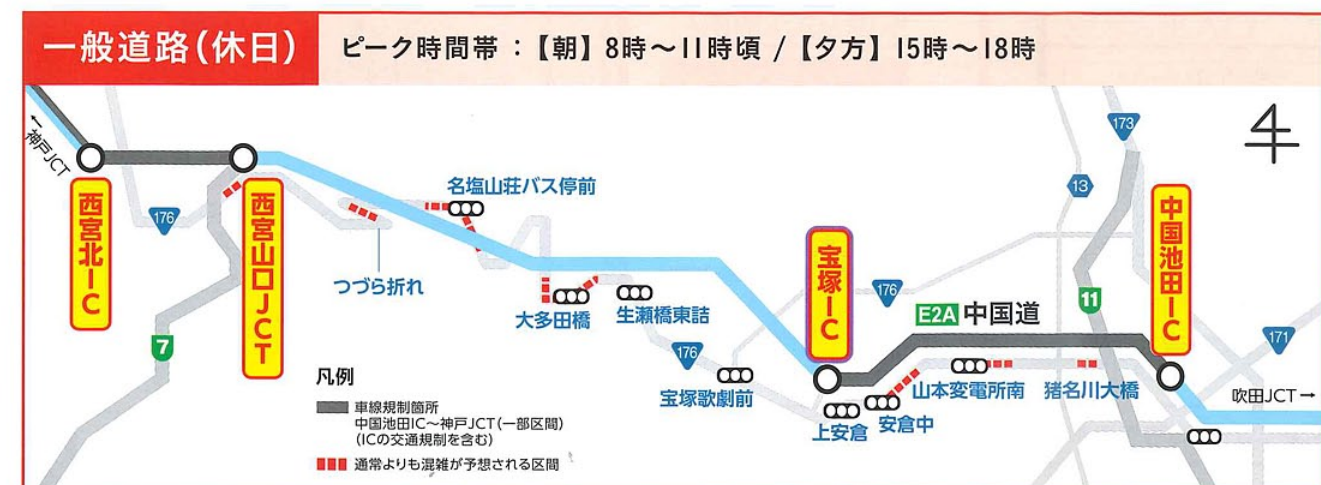 一般道路(休日)
ピーク時間帯：【朝】8時～11時頃 /【夕方】15時～18時
←神戸JCT
西宮北IC
176
西宮山口JCT
7
つづら折れ
名塩山荘バス停前
大多田橋
生瀬橋東詰
176
宝塚歌劇前
宝塚IC
176
上安倉
安倉中
E2A 中国道
山本変電所南
猪名川大橋
13
173
11
中国池田IC
171
吹田JCT→
凡例
車線規制箇所
中国池田IC～神戸JCT(一部区間)
(ICの交通規制を含む)
通常よりも混雑が予想される区間